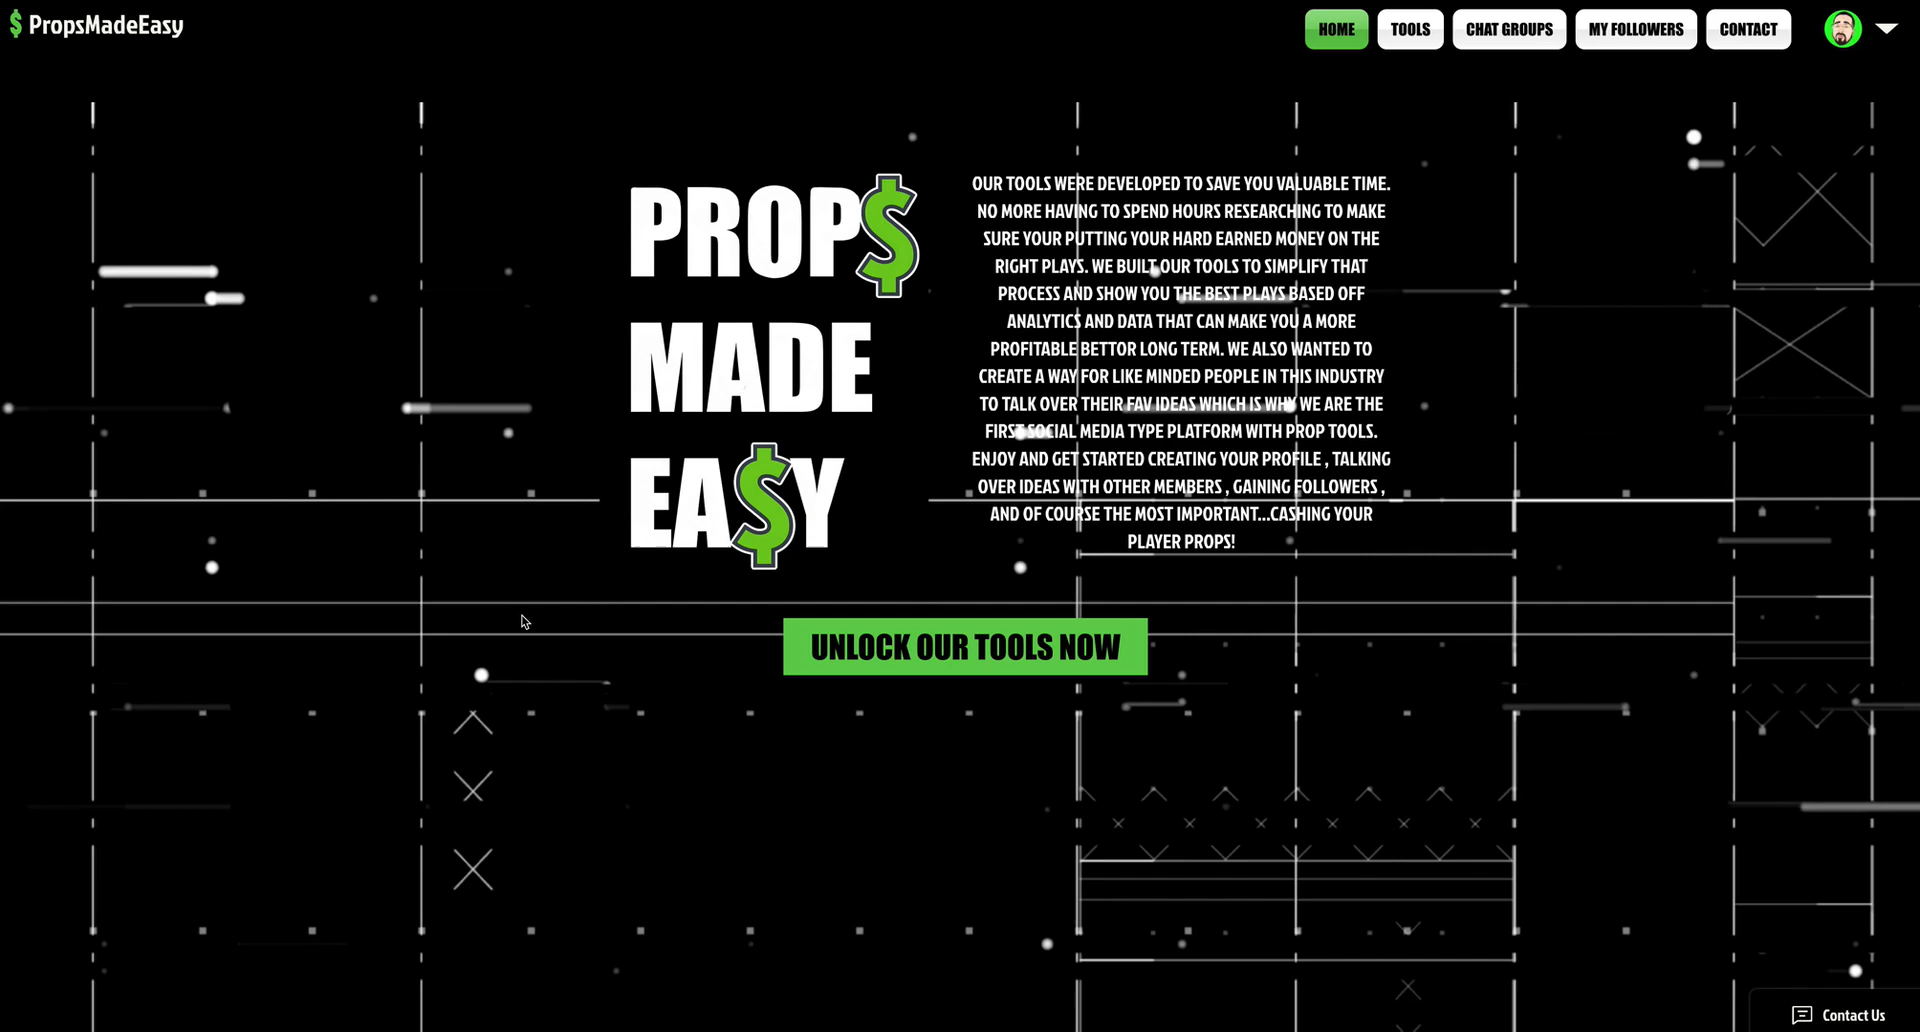 $ PropsMadeEasy
HOME
TOOLS
CHAT GROUPS
MY FOLLOWERS
CONTACT
PROP$
MADE
EA$Y
OUR TOOLS WERE DEVELOPED TO SAVE YOU VALUABLE TIME.
NO MORE HAVING TO SPEND HOURS RESEARCHING TO MAKE
SURE YOUR PUTTING YOUR HARD EARNED MONEY ON THE
RIGHT PLAYS. WE BUILT OUR TOOLS TO SIMPLIFY THAT
PROCESS AND SHOW YOU THE BEST PLAYS BASED OFF
ANALYTICS AND DATA THAT CAN MAKE YOU A MORE
PROFITABLE BETTOR LONG TERM. WE ALSO WANTED TO
CREATE A WAY FOR LIKE MINDED PEOPLE IN THIS INDUSTRY
TO TALK OVER THEIR FAV IDEAS WHICH IS WHY WE ARE THE
FIRST SOCIAL MEDIA TYPE PLATFORM WITH PROP TOOLS.
ENJOY AND GET STARTED CREATING YOUR PROFILE , TALKING
OVER IDEAS WITH OTHER MEMBERS , GAINING FOLLOWERS ,
AND OF COURSE THE MOST IMPORTANT...CASHING YOUR
PLAYER PROPS!
UNLOCK OUR TOOLS NOW
Contact Us